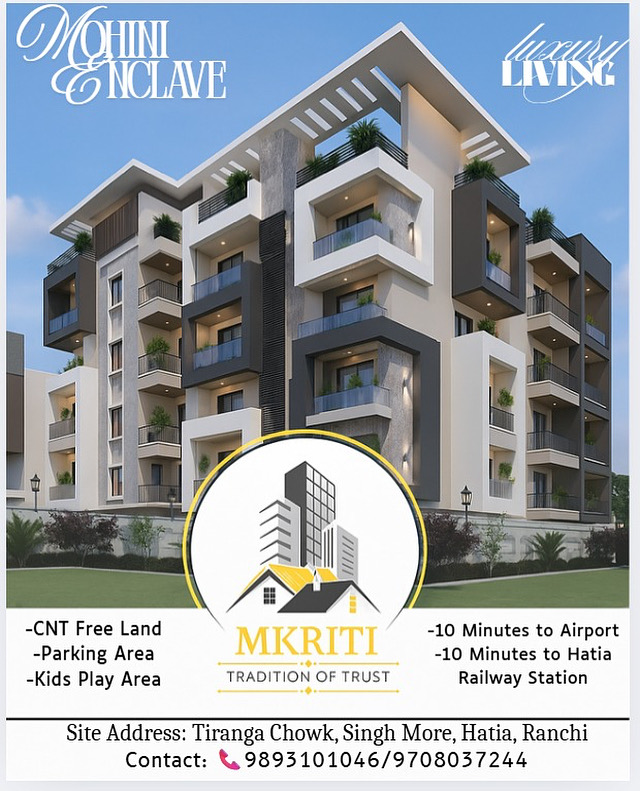 MOHINI
ENCLAVE
luxury
LIVING
MKRITI
TRADITION OF TRUST
-CNT Free Land
-Parking Area
-Kids Play Area
-10 Minutes to Airport
-10 Minutes to Hatia
Railway Station
Site Address: Tiranga Chowk, Singh More, Hatia, Ranchi
Contact: 📞9893101046/9708037244